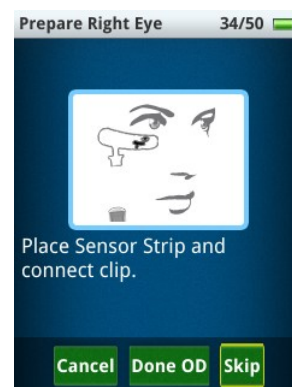 Prepare Right Eye 34/50
Place Sensor Strip and
connect clip.
Cancel Done OD Skip